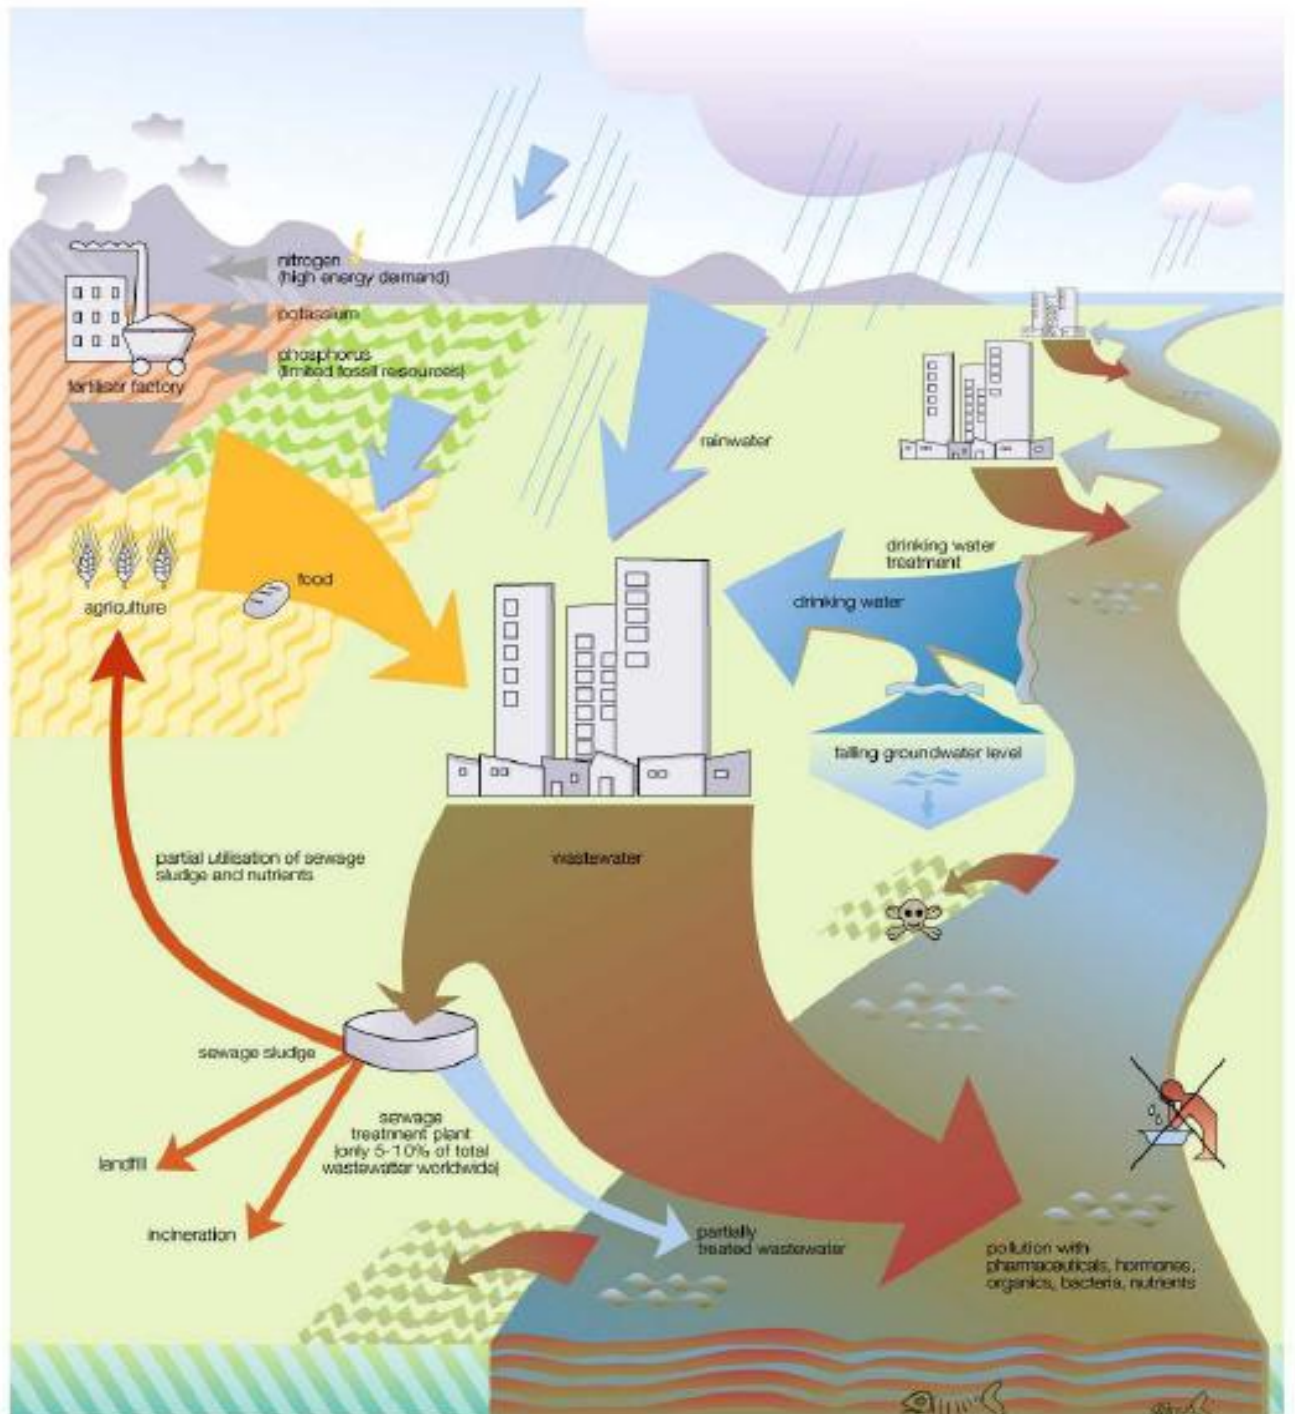 nitrogen
(high energy demand)
potassium
phosphorus
(limited fossil resources)
fertiliser factory
rainwater
drinking water
treatment
drinking water
food
agriculture
falling groundwater level
partial utilisation of sewage
sludge and nutrients
wastewater
sewage sludge
sewage
treatment plant
(only 5-10% of total
wastewater worldwide)
landfill
incineration
partially
treated wastewater
pollution with
pharmaceuticals, hormones,
organics, bacteria, nutrients